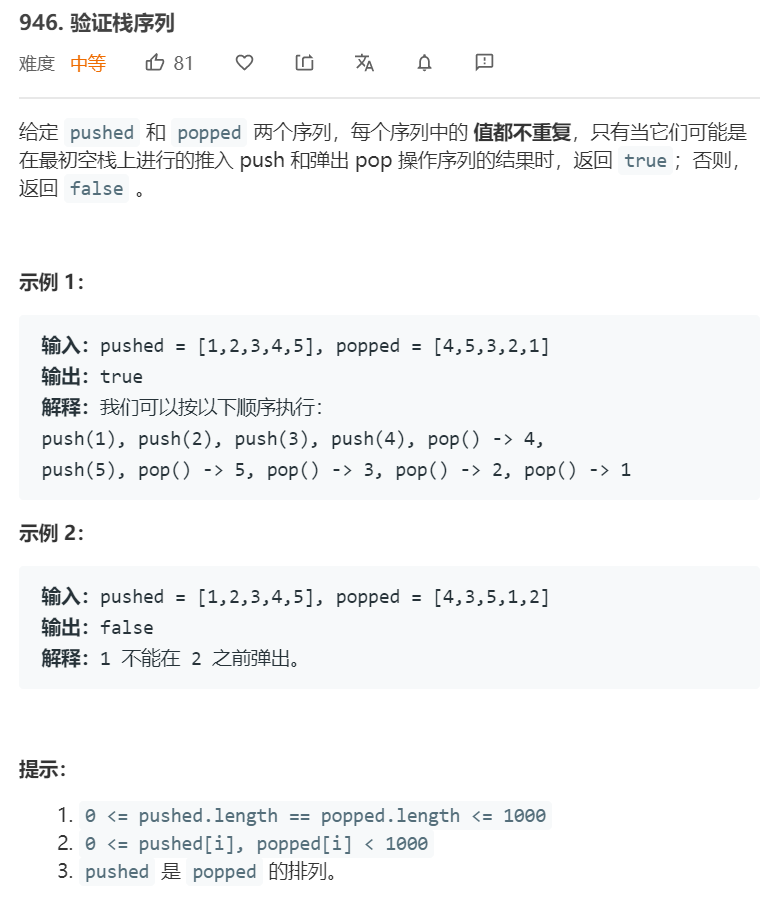 946. 验证栈序列
难度 中等 81
给定 pushed 和 popped 两个序列，每个序列中的 值都不重复，只有当它们可能是
在最初空栈上进行的推入 push 和弹出 pop 操作序列的结果时，返回 true；否则，
返回 false 。
示例 1：
输入：pushed = [1,2,3,4,5], popped = [4,5,3,2,1]
输出：true
解释：我们可以按以下顺序执行：
push(1), push(2), push(3), push(4), pop() -> 4,
push(5), pop() -> 5, pop() -> 3, pop() -> 2, pop() -> 1
示例 2：
输入：pushed = [1,2,3,4,5], popped = [4,3,5,1,2]
输出：false
解释：1 不能在 2 之前弹出。
提示：
1. 0 <= pushed.length == popped.length <= 1000
2. 0 <= pushed[i], popped[i] < 1000
3. pushed 是 popped 的排列。